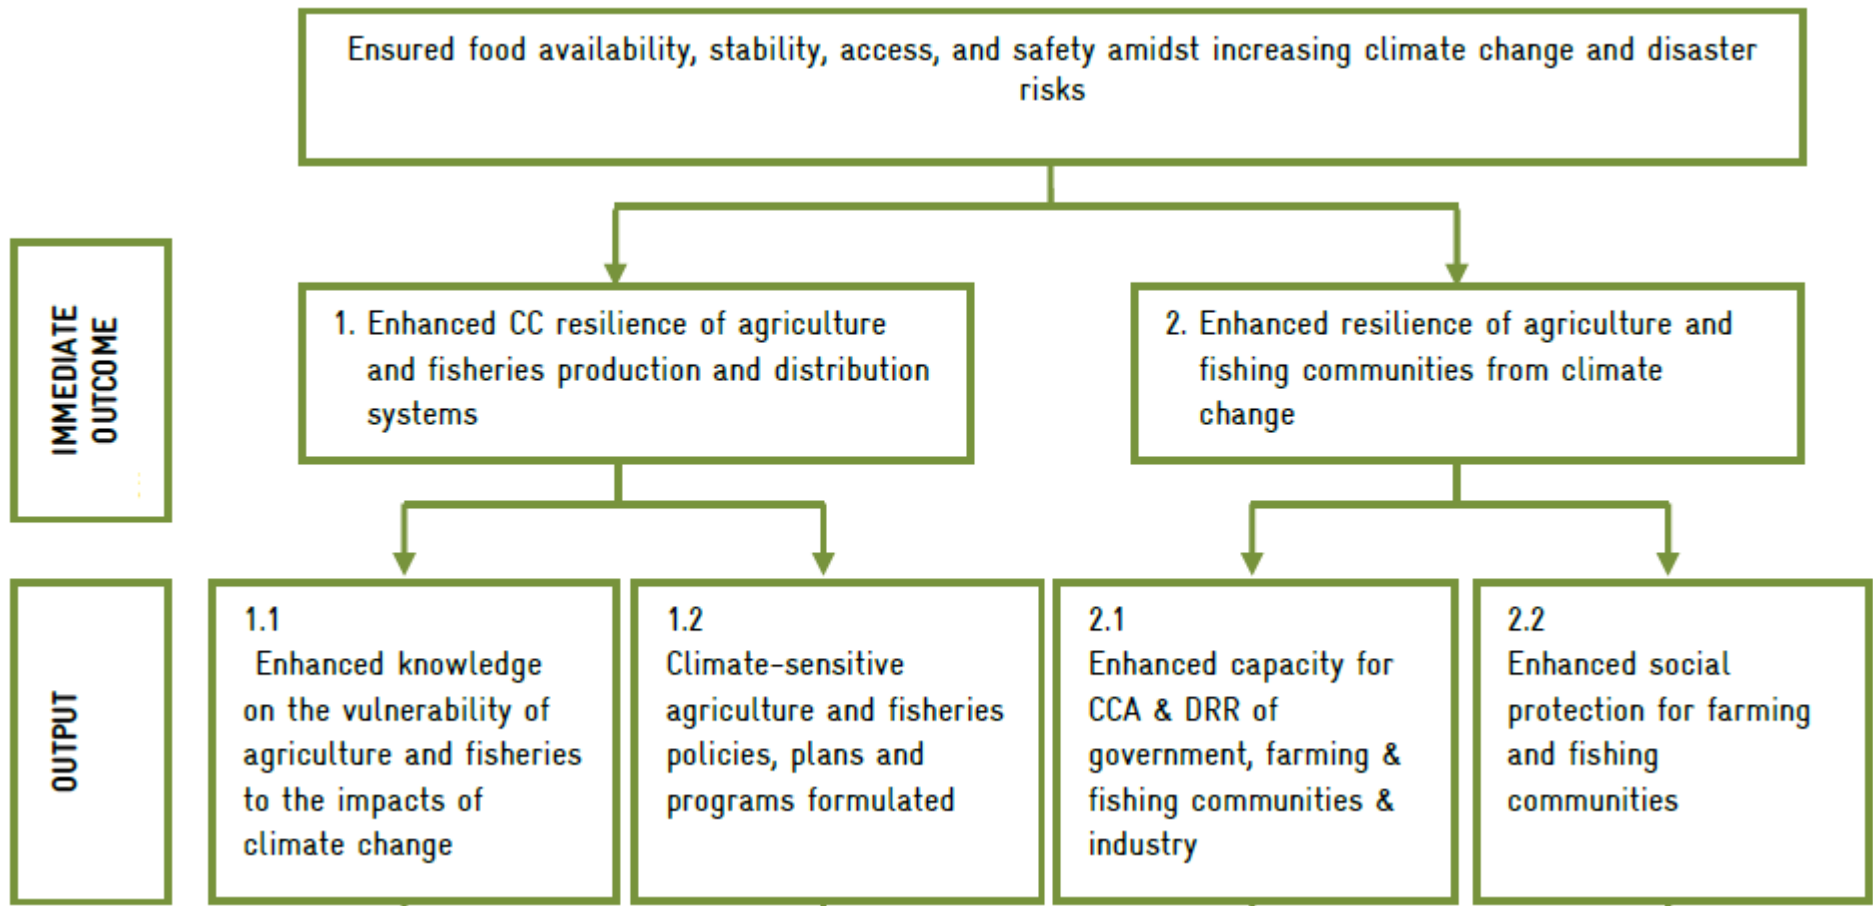 Ensured food availability, stability, access, and safety amidst increasing climate change and disaster
risks
IMMEDIATE
OUTCOME
1. Enhanced CC resilience of agriculture
and fisheries production and distribution
systems
2. Enhanced resilience of agriculture and
fishing communities from climate
change
OUTPUT
1.1
Enhanced knowledge
on the vulnerability of
agriculture and fisheries
to the impacts of
climate change
1.2
Climate-sensitive
agriculture and fisheries
policies, plans and
programs formulated
2.1
Enhanced capacity for
CCA & DRR of
government, farming &
fishing communities &
industry
2.2
Enhanced social
protection for farming
and fishing
communities